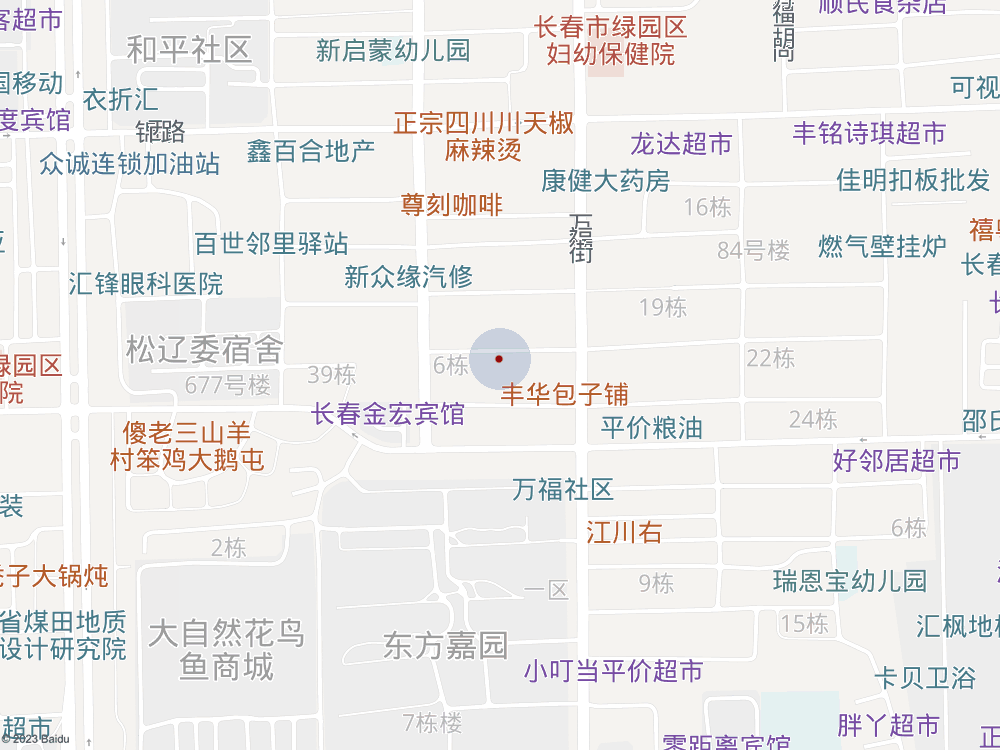 客超市
和平社区
新启蒙幼儿园
长春市绿园区
妇幼保健院
福
胡
同
顺民食杂店
国移动
衣折汇
可视
度宾馆
锦
西
路
正宗四川川天椒
麻辣烫
龙达超市
丰铭诗琪超市
众诚连锁加油站
鑫百合地产
康健大药房
佳明扣板批发
尊刻咖啡
16栋
万
福
街
百世邻里驿站
84号楼
燃气壁挂炉
长春
汇锋眼科医院
新众缘汽修
19栋
松辽委宿舍
绿园区
院
677号楼
39栋
6栋
22栋
丰华包子铺
长春金宏宾馆
平价粮油
24栋
傻老三山羊
村笨鸡大鹅屯
好邻居超市
万福社区
装
江川右
6栋
2栋
老子大锅炖
一区
9栋
瑞恩宝幼儿园
省煤田地质
设计研究院
大自然花鸟
鱼商城
东方嘉园
15栋
汇枫地板
小叮当平价超市
卡贝卫浴
7栋楼
胖丫超市
超市
零距离宾馆
正
© 2023 Baidu